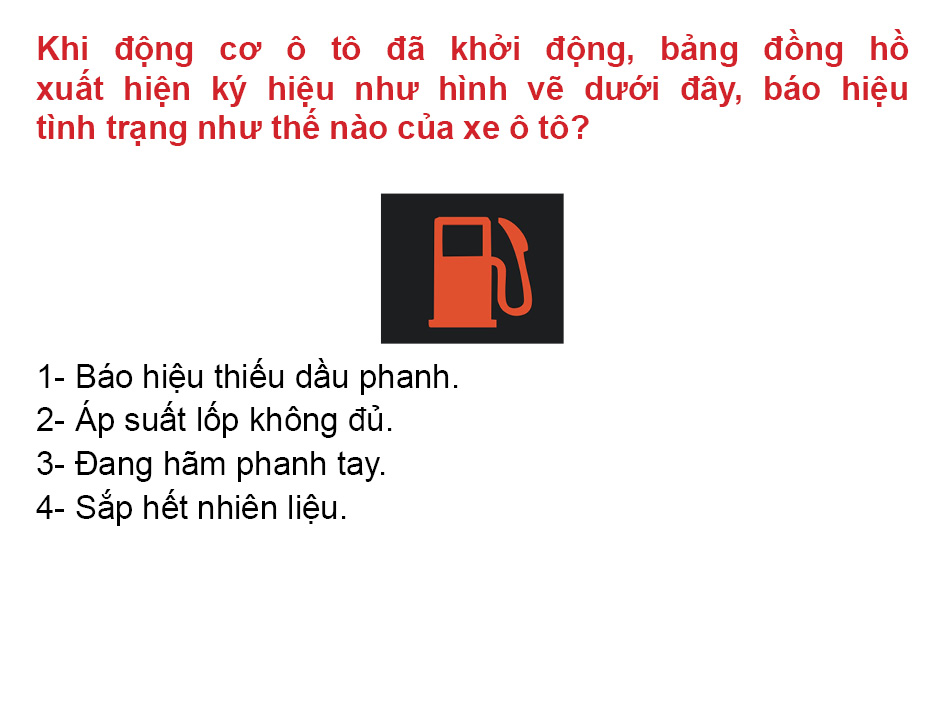 Khi động cơ ô tô đã khởi động, bảng đồng hồ
xuất hiện ký hiệu như hình vẽ dưới đây, báo hiệu
tình trạng như thế nào của xe ô tô?
1- Báo hiệu thiếu dầu phanh.
2- Áp suất lốp không đủ.
3- Đang hãm phanh tay.
4- Sắp hết nhiên liệu.